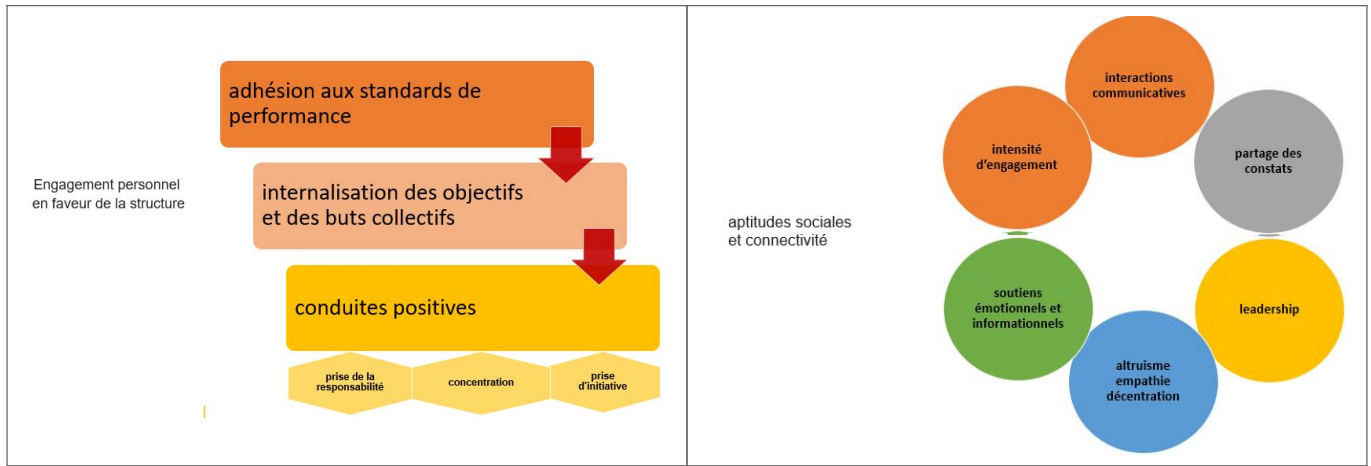 Engagement personnel
en faveur de la structure
adhésion aux standards de
performance
internalisation des objectifs
et des buts collectifs
conduites positives
prise de la
responsabilité
concentration
prise
d'initiative
aptitudes sociales
et connectivité
interactions
communicatives
partage des
constats
leadership
altruisme
empathie
décentration
soutiens
émotionnels et
informationnels
intensité
d’engagement